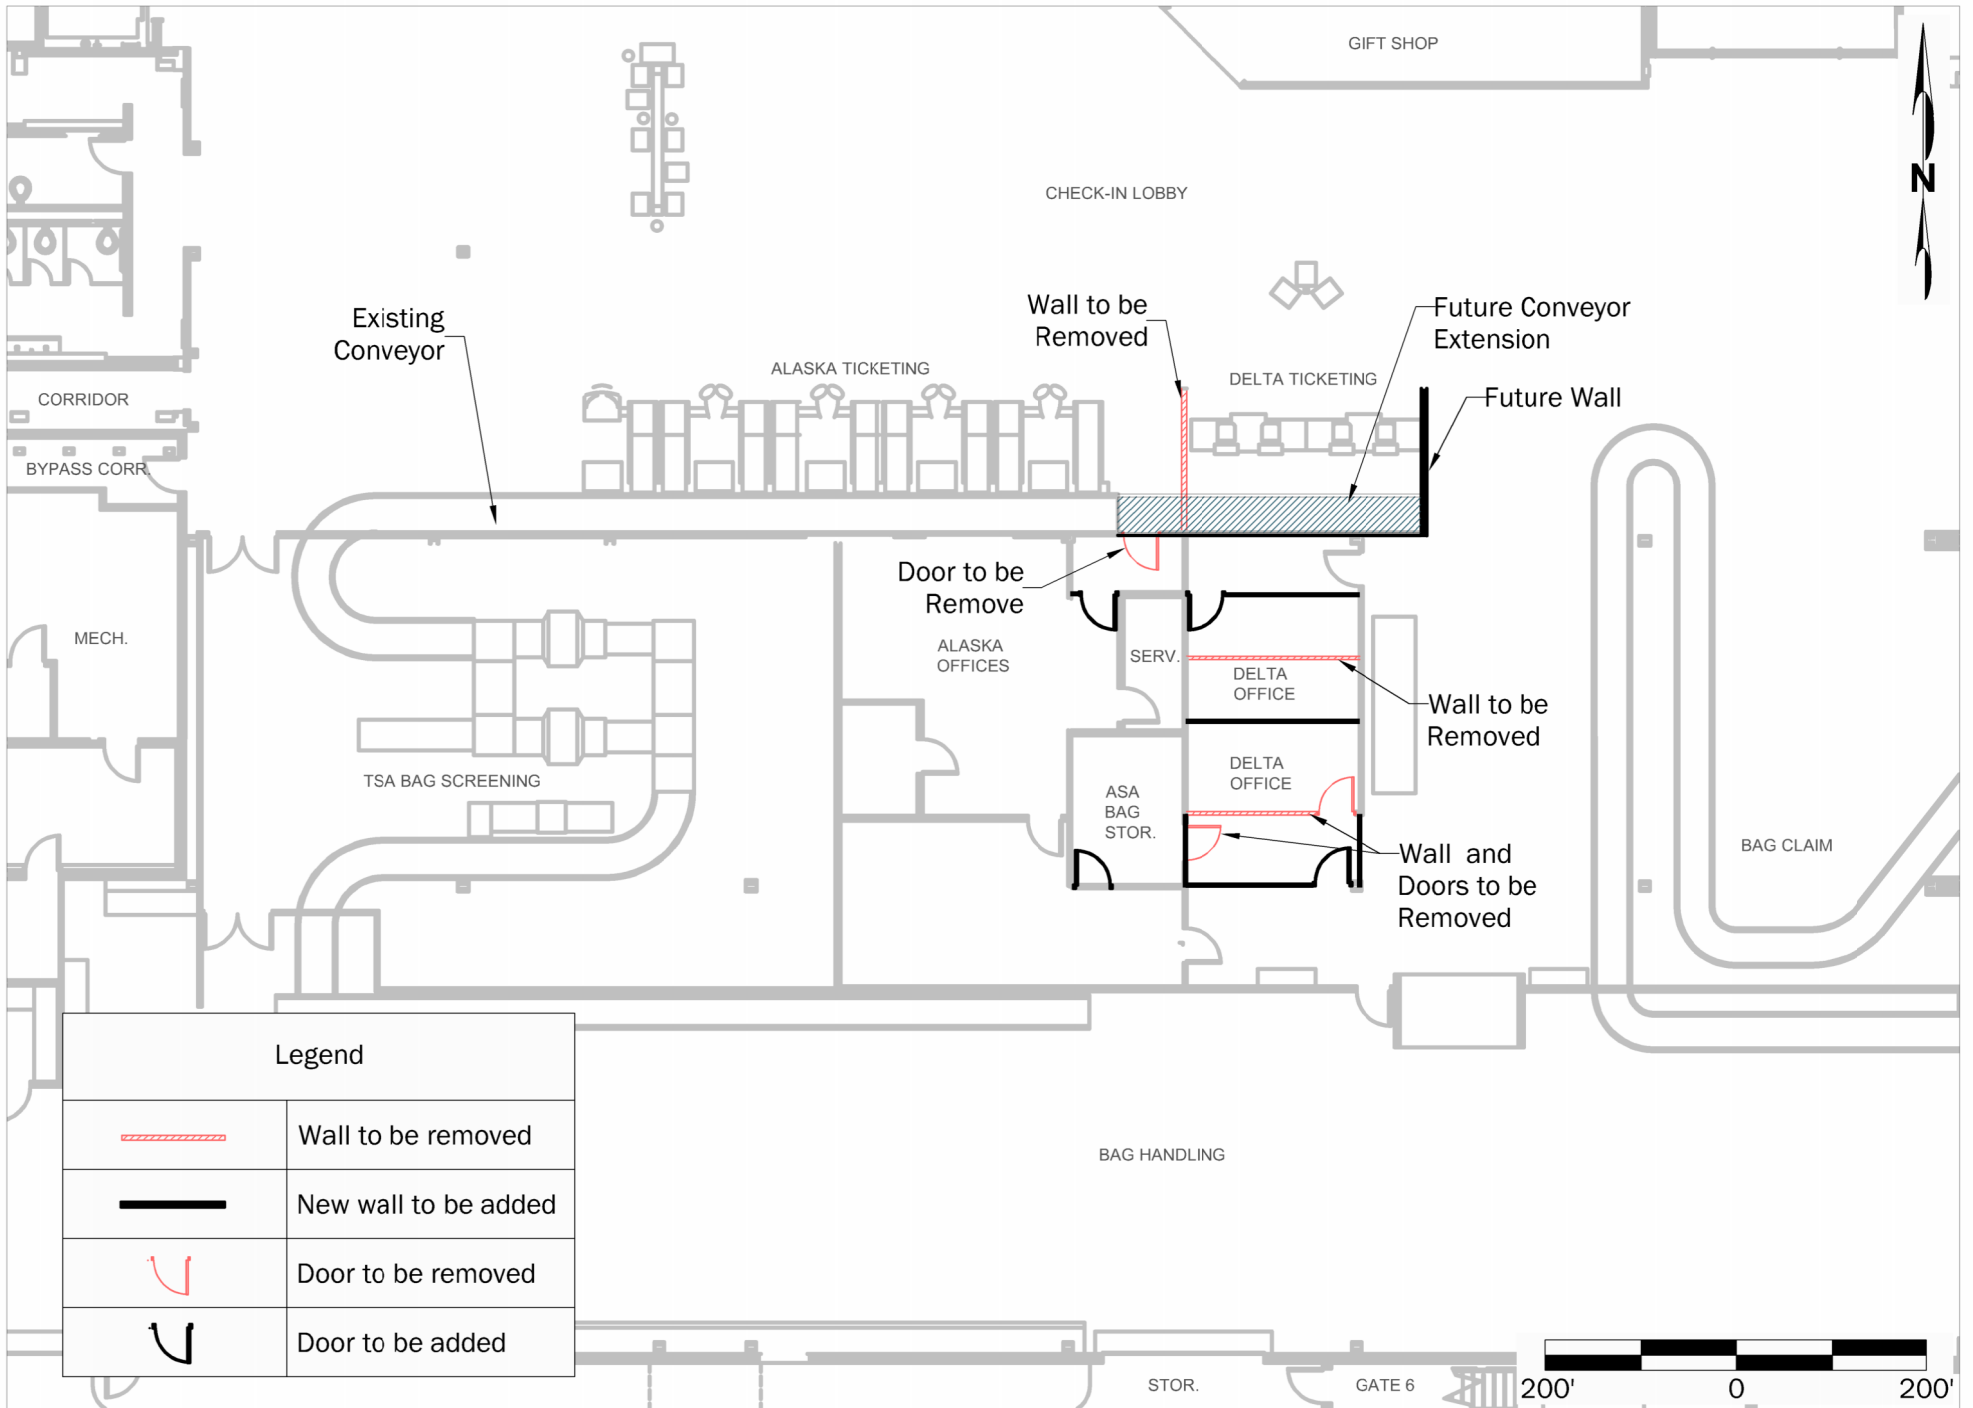 GIFT SHOP
N
CHECK-IN LOBBY
Existing
Conveyor
Wall to be
Removed
Future Conveyor
Extension
ALASKA TICKETING
DELTA TICKETING
Future Wall
CORRIDOR
BYPASS CORR.
Door to be
Remove
MECH.
ALASKA
OFFICES
SERV.
DELTA
OFFICE
Wall to be
Removed
TSA BAG SCREENING
DELTA
OFFICE
ASA
BAG
STOR.
Wall and
Doors to be
Removed
BAG CLAIM
Legend
Wall to be removed
New wall to be added
Door to be removed
Door to be added
BAG HANDLING
STOR.
GATE 6
200' 0 200'